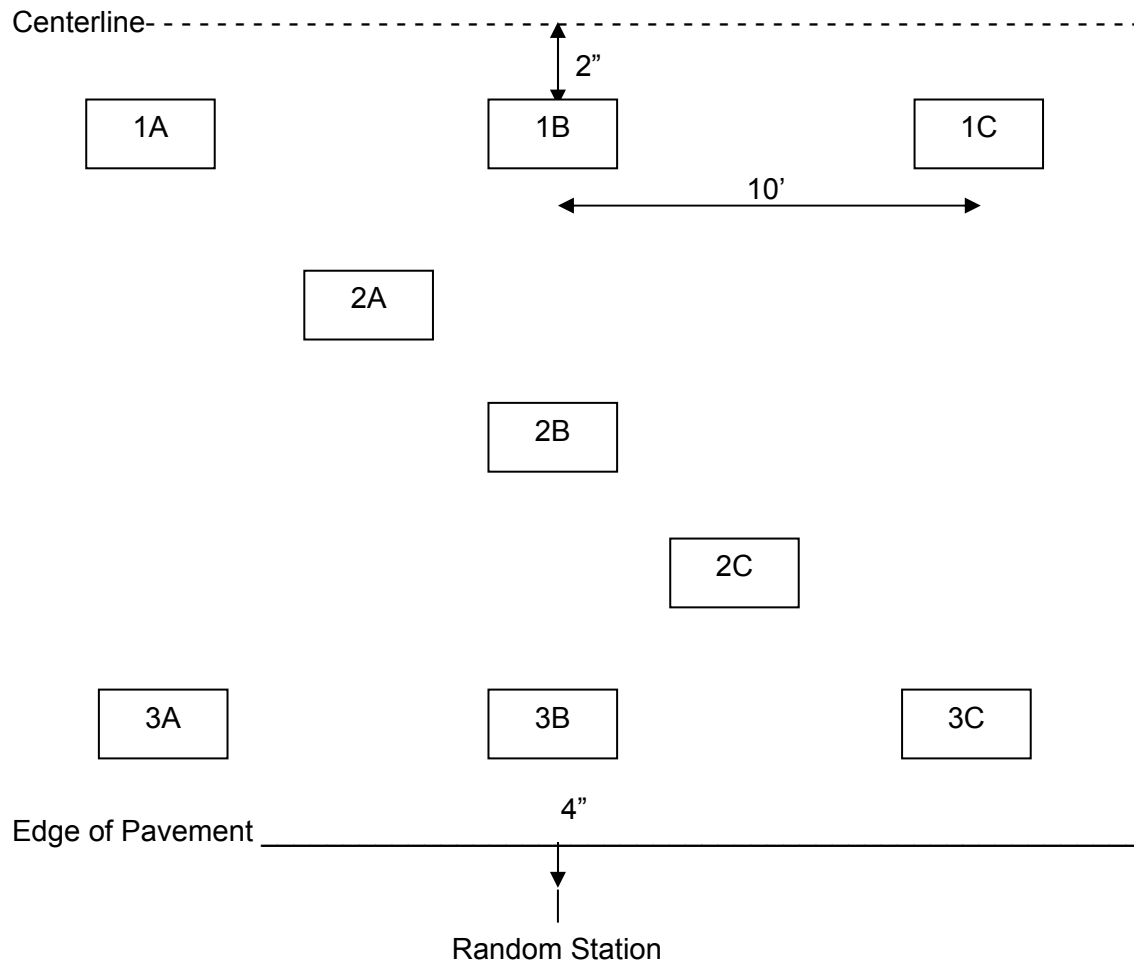 Centerline
2”
1A 1B 1C
10’
2A
2B
2C
3A 3B 3C
4”
Edge of Pavement
Random Station